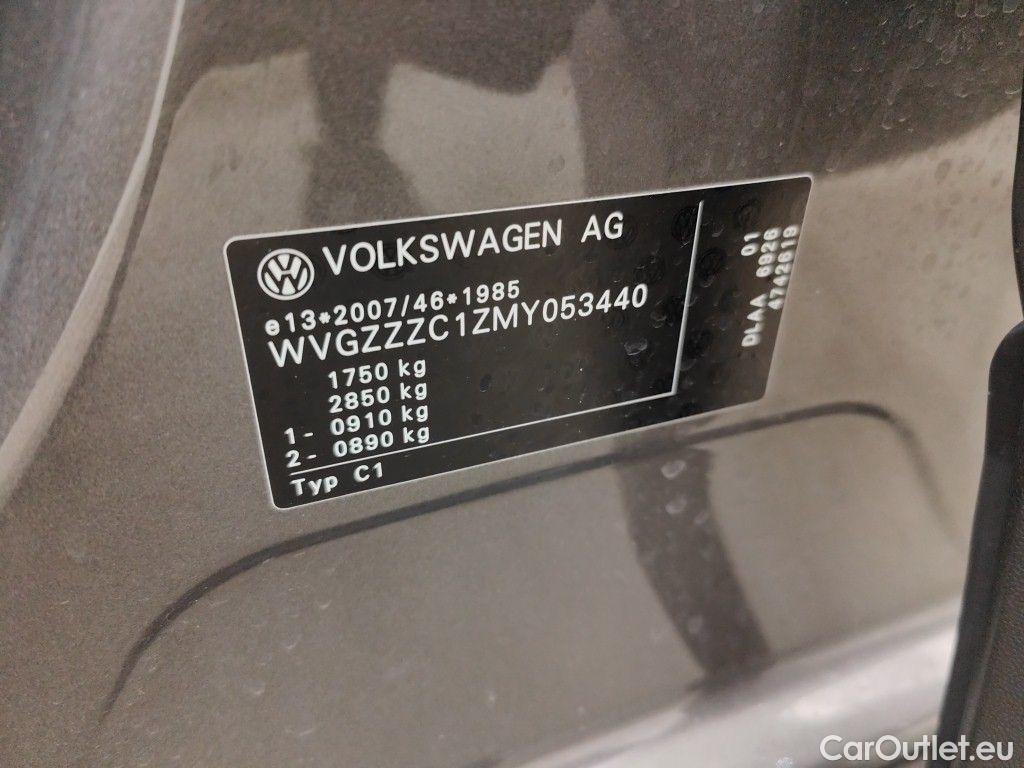 VOLKSWAGEN AG
e13*2007/46*1985
WVGZZZC1ZMY053440
1750 kg
2850 kg
1- 0910 kg
2- 0890 kg
Typ C1
01
DLAA 6926
4742619
CarOutlet.eu